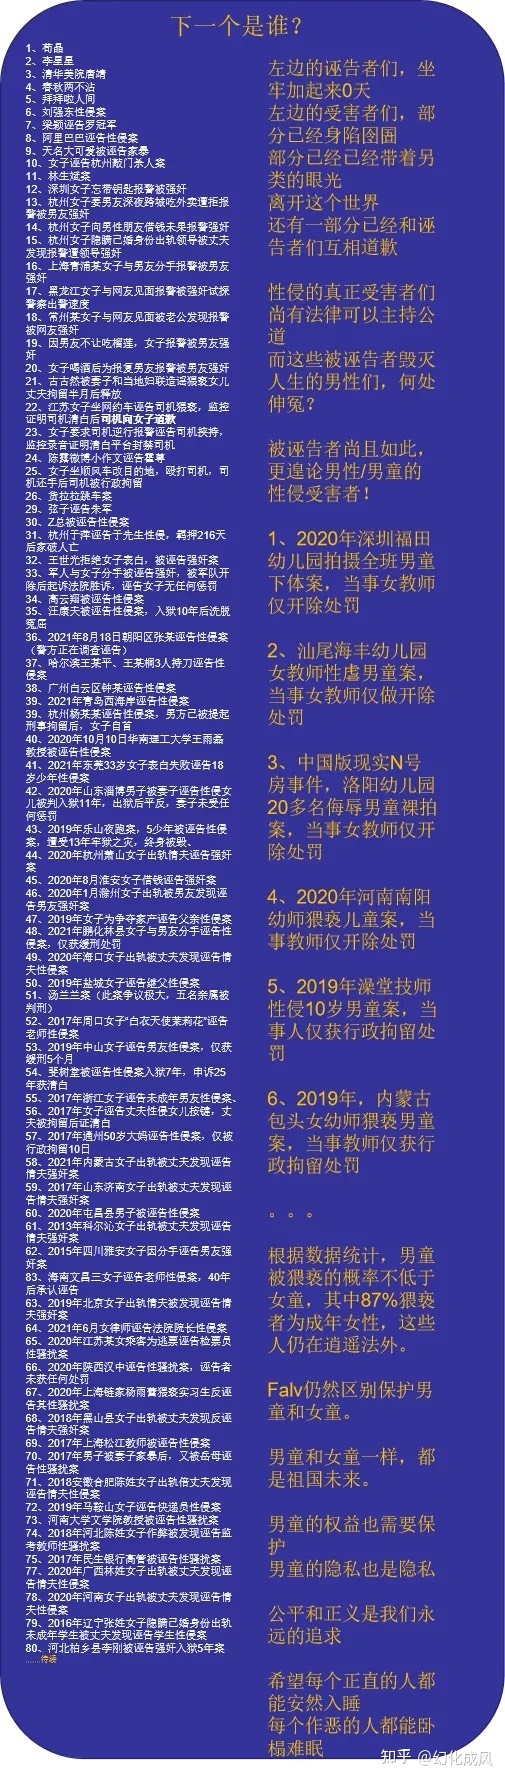 下一个是谁？
1、苟晶
2、李星星
3、清华美院唐靖
4、春秋两不沾
5、拜拜啦人间
6、刘强东性侵案
7、梁颖诬告罗冠军
8、阿里巴巴诬告性侵案
9、天名大可爱被诬告家暴
10、女子诬告杭州敲门杀人案
11、林生斌案
12、深圳女子忘带钥匙报警被强奸
13、杭州女子要男友深夜跨城吃外卖遭拒报
警被男友强奸
14、杭州女子向男性朋友借钱未果报警强奸
15、杭州女子隐瞒己婚身份出轨领导被丈夫
发现报警遭领导强奸
16、上海青浦某女子与男友分手报警被男友
强奸
17、黑龙江女子与网友见面报警被强奸试探
警察出警速度
18、常州某女子与网友见面被老公发现报警
被网友强奸
19、因男友不让吃榴莲，女子报警被男友强
奸
20、女子喝酒后为报复男友报警被男友强奸
21、古古然被妻子和当地妇联造谣猥亵女儿
丈夫拘留半月后释放
22、江苏女子坐网约车诬告司机猥亵，监控
证明司机清白后司机向女子道歉
23、女子要求司机逆行报警诬告司机挟持，
监控录音证明清白平台封禁司机
24、陈露微博小作文诬告霍尊
25、女子坐顺风车改目的地，殴打司机，司
机还手后司机被行政拘留
26、货拉拉跳车案
29、弦子诬告朱军
30、Z总被诬告性侵案
31、杭州于萍诬告于先生性侵，羁押216天
后家破人亡
32、王世光拒绝女子表白，被诬告强奸案
33、军人与女子分手被诬告强奸，被军队开
除后起诉法院胜诉，诬告女子无任何惩罚
34、高云翔被诬告性侵案
35、汪康夫被诬告性侵案，入狱10年后洗脱
冤屈
36、2021年8月18日朝阳区张某诬告性侵案
（警方正在调查诬告）
37、哈尔滨王某平、王某桐3人持刀诬告性
侵案
38、广州白云区钟某诬告性侵案
39、2021年青岛西海岸诬告性侵案
39、杭州杨某某诬告性侵案，男方己被提起
刑事拘留后，女子自首
40、2020年10月10日华南理工大学王雨磊
教授被诬告性侵案
41、2021年东莞33岁女子表白失败诬告18
岁少年性侵案
42、2020年山东淄博男子被妻子诬告性侵女
儿被判入狱11年，出狱后平反，妻子未受任
何惩罚
43、2019年乐山夜跑案，5少年被诬告性侵
案，遭受13年牢狱之灾，终身被毁、
44、2020年杭州萧山女子出轨情夫诬告强奸
案
45、2020年8月淮安女子借钱诬告强奸案
46、2020年1月滁州女子出轨被男友发现诬
告男友强奸案
47、2019年女子为争夺家产诬告父亲性侵案
48、2021年鹏化林县女子与男友分手诬告性
侵案，仅获缓刑处罚
49、2020年海口女子出轨被丈夫发现诬告情
夫性侵案
50、2019年盐城女子诬告继父性侵案
51、汤兰兰案（此案争议极大，五名亲属被
判刑）
52、2017年周口女子“白衣天使茉莉花”诬告
老师性侵案
53、2019年中山女子诬告男友性侵案，仅获
缓刑5个月
54、斐树堂被诬告性侵案入狱7年，申诉25
年获清白
55、2017年浙江女子诬告未成年男友性侵案、
56、2017年女子诬告丈夫性侵女儿按键，丈
夫被拘留后证清白
57、2017年通州50岁大妈诬告性侵案，仅被
行政拘留10日
58、2021年内蒙古女子出轨被丈夫发现诬告
情夫强奸案
59、2017年山东济南女子出轨被丈夫发现诬
告情夫强奸案
60、2020年屯昌县男子被诬告性侵案
61、2013年科尔沁女子出轨被丈夫发现诬告
情夫强奸案
62、2015年四川雅安女子因分手诬告男友强
奸案
83、海南文昌三女子诬告老师性侵案，40年
后承认诬告
63、2019年北京女子出轨情夫被发现诬告情
夫强奸案
64、2021年6月女律师诬告法院院长性侵案
65、2020年江苏某女乘客为逃票诬告检票员
性骚扰案
66、2020年陕西汉中诬告性骚扰案，诬告者
未获任何处罚
67、2020年上海链家杨雨蕾猥亵实习生反诬
告其性骚扰案
68、2018年黑山县女子出轨被丈夫发现反诬告
情夫强奸案
69、2017年上海松江教师被诬告性侵案
70、2017年男子被妻子家暴后，又被岳母诬
告性骚扰案
71、2018安徽合肥陈姓女子出轨倍丈夫发现
诬告情夫性侵案
72、2019年马鞍山女子诬告快递员性侵案
73、河南大学文学院教授被诬告性骚扰案
74、2018年河北陈姓女子作弊被发现诬告监
考教师性骚扰案
75、2017年民生银行高管被诬告性骚扰案
77、2020广西林姓女子出轨被丈夫发现诬
告情夫性侵案
78、2020年河南女子出轨被丈夫发现诬告情
夫性侵案
79、2016年辽宁张姓女子隐瞒己婚身份出轨
未成年学生被丈夫发现诬告学生性侵案
80、河北柏乡县李刚被诬告强奸入狱5年案
......待续
左边的诬告者们，坐
牢加起来0天
左边的受害者们，部
分已经身陷囹圄
部分已经已经带着另
类的眼光
离开这个世界
还有一部分已经和诬
告者们互相道歉
性侵的真正受害者们
尚有法律可以主持公
道
而这些被诬告者毁灭
人生的男性们，何处
伸冤？
被诬告者尚且如此，
更遑论男性/男童的
性侵受害者！
1、2020年深圳福田
幼儿园拍摄全班男童
下体案，当事女教师
仅开除处罚
2、汕尾海丰幼儿园
女教师性虐男童案，
当事女教师仅做开除
处罚
3、中国版现实N号
房事件，洛阳幼儿园
20多名侮辱男童裸拍
案，当事女教师仅开
除处罚
4、2020年河南南阳
幼师猥亵儿童案，当
事教师仅开除处罚
5、2019年澡堂技师
性侵10岁男童案，当
事人仅获行政拘留处
罚
6、2019年，内蒙古
包头女幼师猥亵男童
案，当事教师仅获行
政拘留处罚
。。。
根据数据统计，男童
被猥亵的概率不低于
女童，其中87%猥亵
者为成年女性，这些
人仍在逍遥法外。
Falv仍然区别保护男
童和女童。
男童和女童一样，都
是祖国未来。
男童的权益也需要保
护
男童的隐私也是隐私
公平和正义是我们永
远的追求
希望每个正直的人都
能安然入睡
每个作恶的人都能卧
榻难眠
知乎 @幻化成风